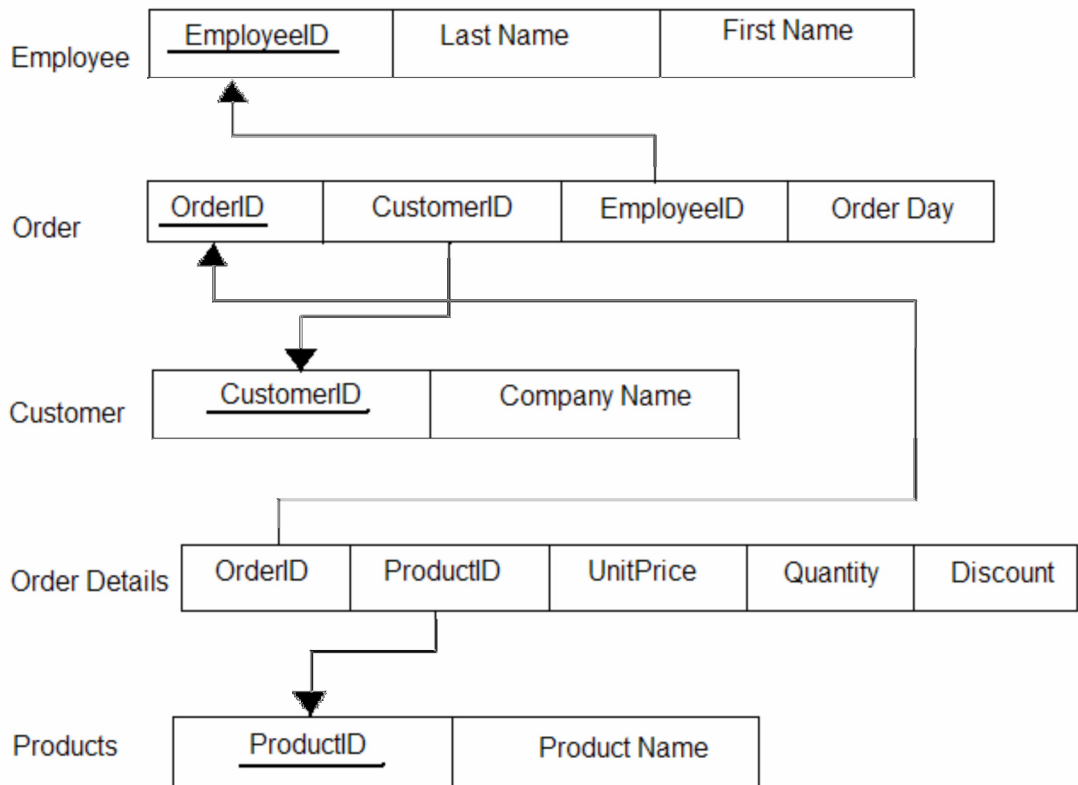 Employee EmployeeID Last Name First Name
Order OrderID CustomerID EmployeeID Order Day
Customer CustomerID Company Name
Order Details OrderID ProductID UnitPrice Quantity Discount
Products ProductID Product Name